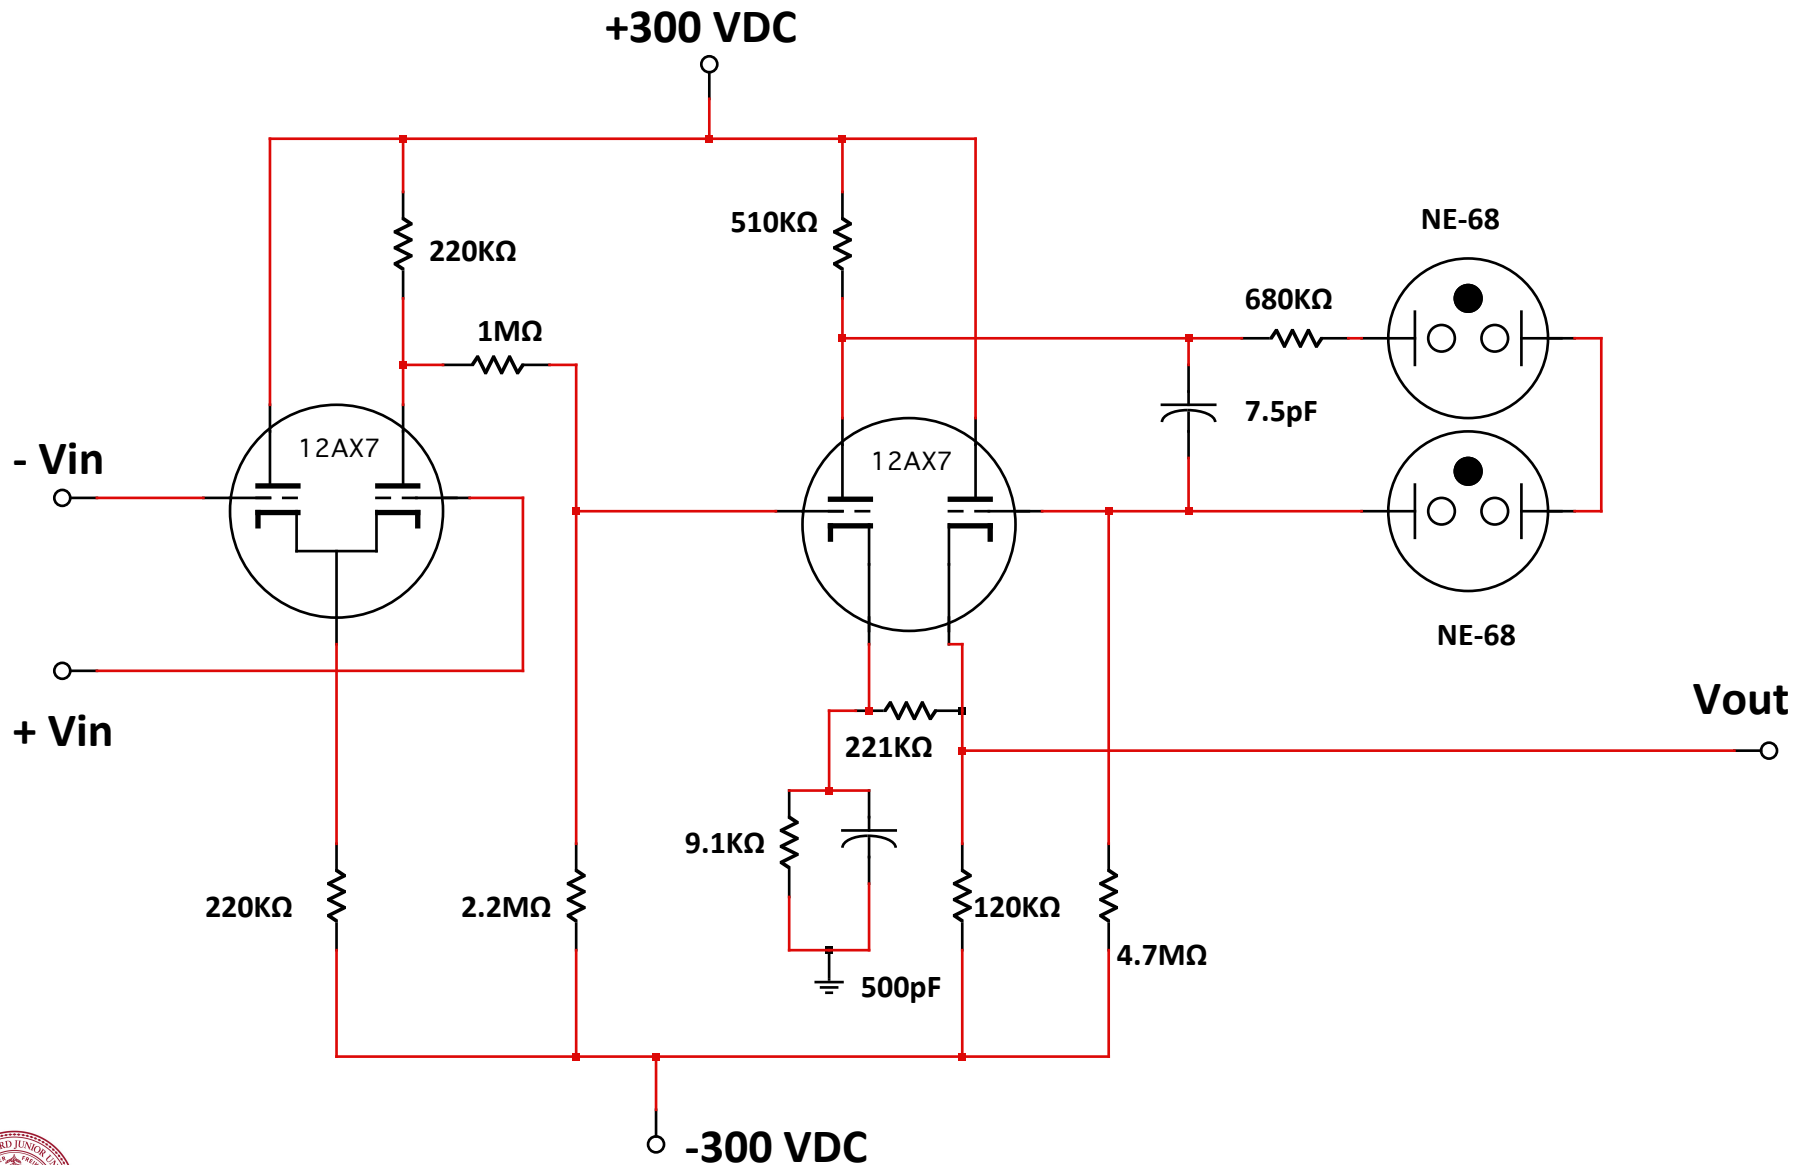 +300 VDC
NE-68
510KΩ
220KΩ
680KΩ
1MΩ
7.5pF
12AX7
12AX7
- Vin
NE-68
Vout
+ Vin
221KΩ
9.1KΩ
220KΩ
2.2MΩ
120KΩ
4.7MΩ
500pF
-300 VDC